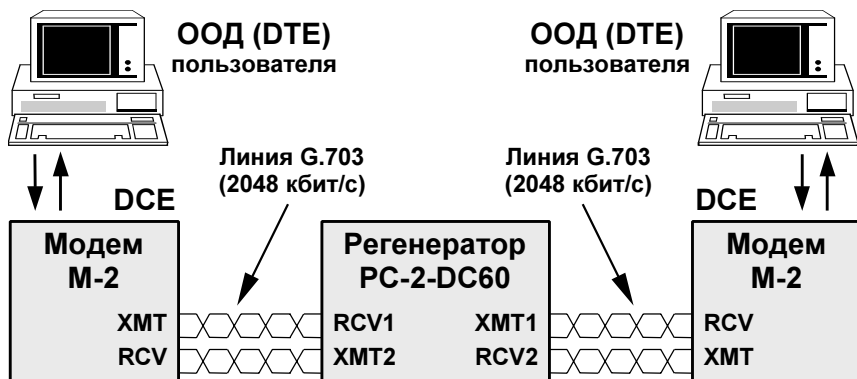 ООД (DTE)
пользователя
ООД (DTE)
пользователя
Линия G.703
(2048 кбит/с)
Линия G.703
(2048 кбит/с)
DCE
DCE
Модем
М-2
Регенератор
РС-2-DC60
Модем
М-2
XMT
RCV1
XMT1
RCV
RCV
XMT2
RCV2
XMT